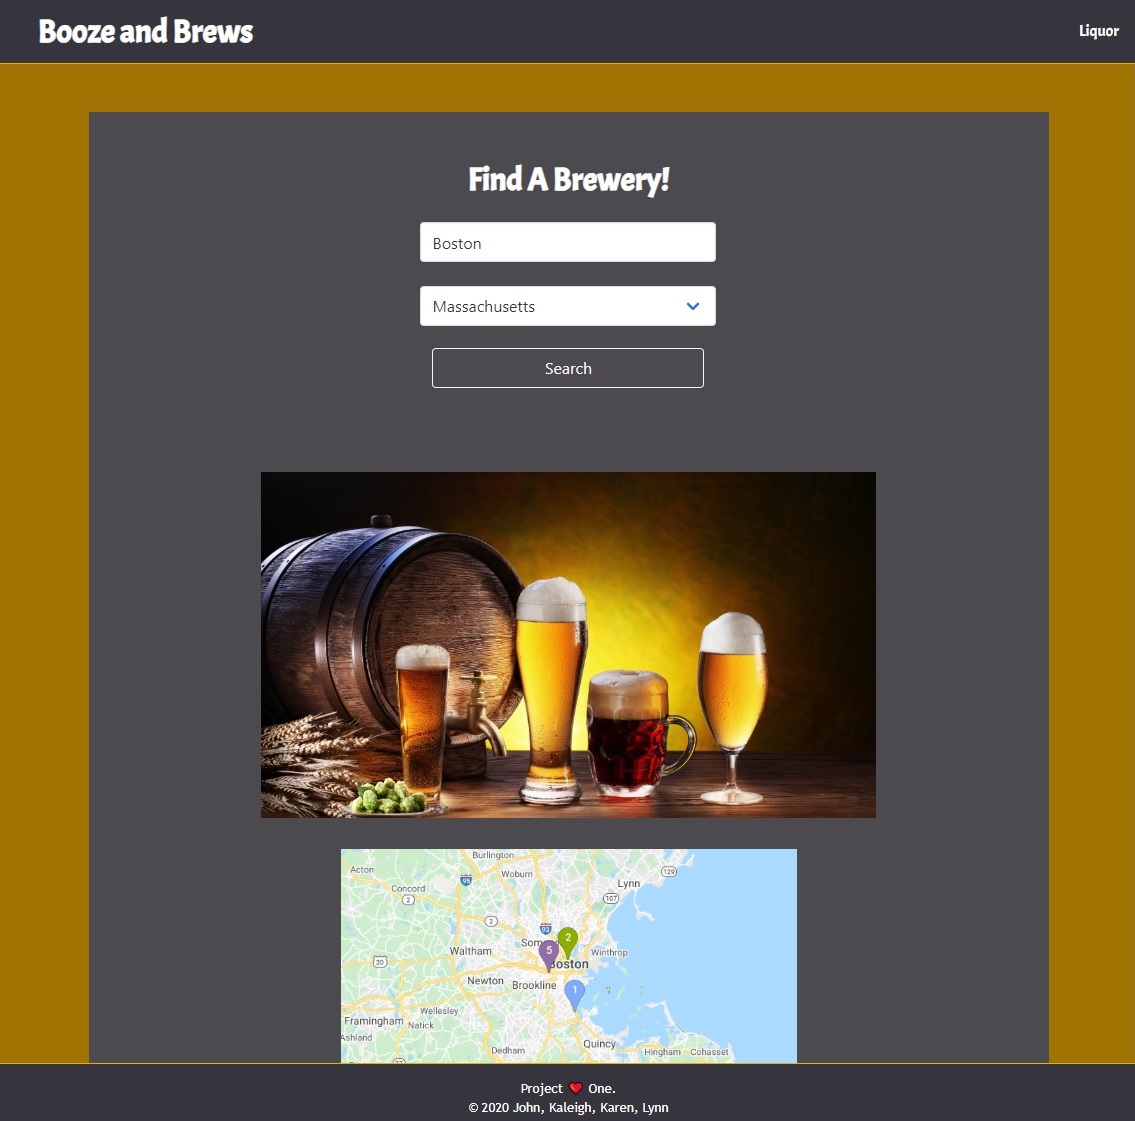 Booze and Brews
Liquor
Find A Brewery!
Boston
Massachusetts
Search
Burlington
129
Acton
Woburn
95
Lynn
Concord
2
107
2
93
2
Som
5
Waltham
Winthrop
20
Boston
Newton
Brookline
1
Wellesley
Framingham
Natick
Ashland
Quincy
Dedham
Hingham
Cohasset
Project ❤️ One.
© 2020 John, Kaleigh, Karen, Lynn